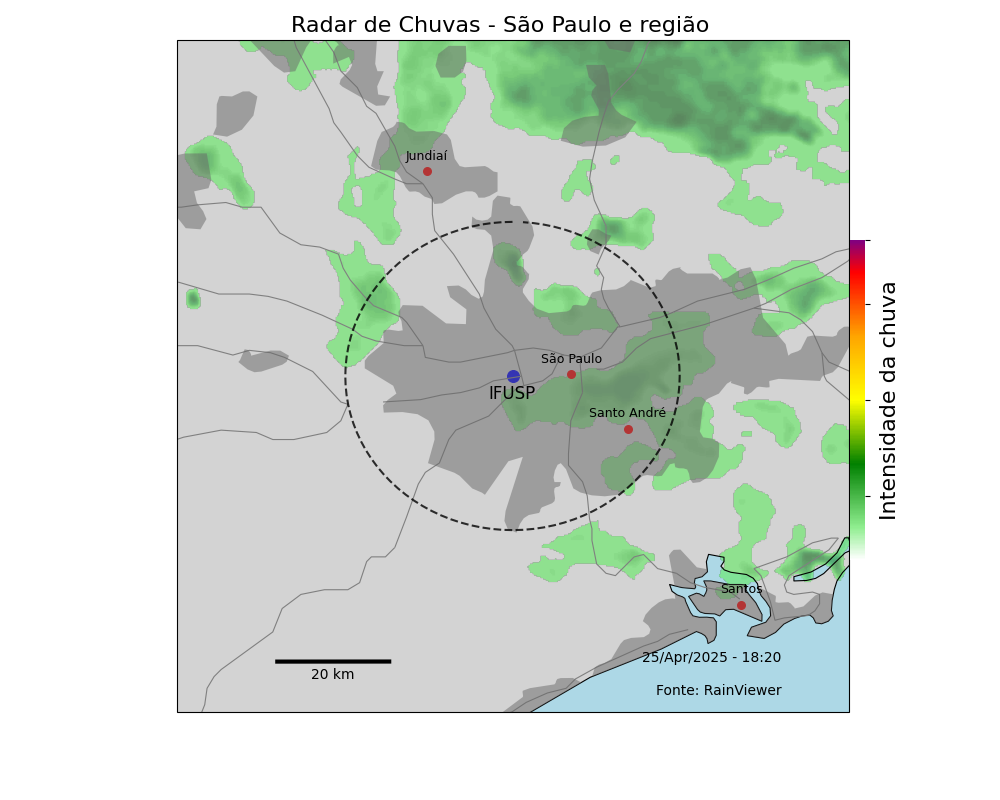 Radar de Chuvas - São Paulo e região
Jundiaí
São Paulo
IFUSP
Santo André
Intensidade da chuva
Santos
25/Apr/2025 - 18:20
20 km
Fonte: RainViewer